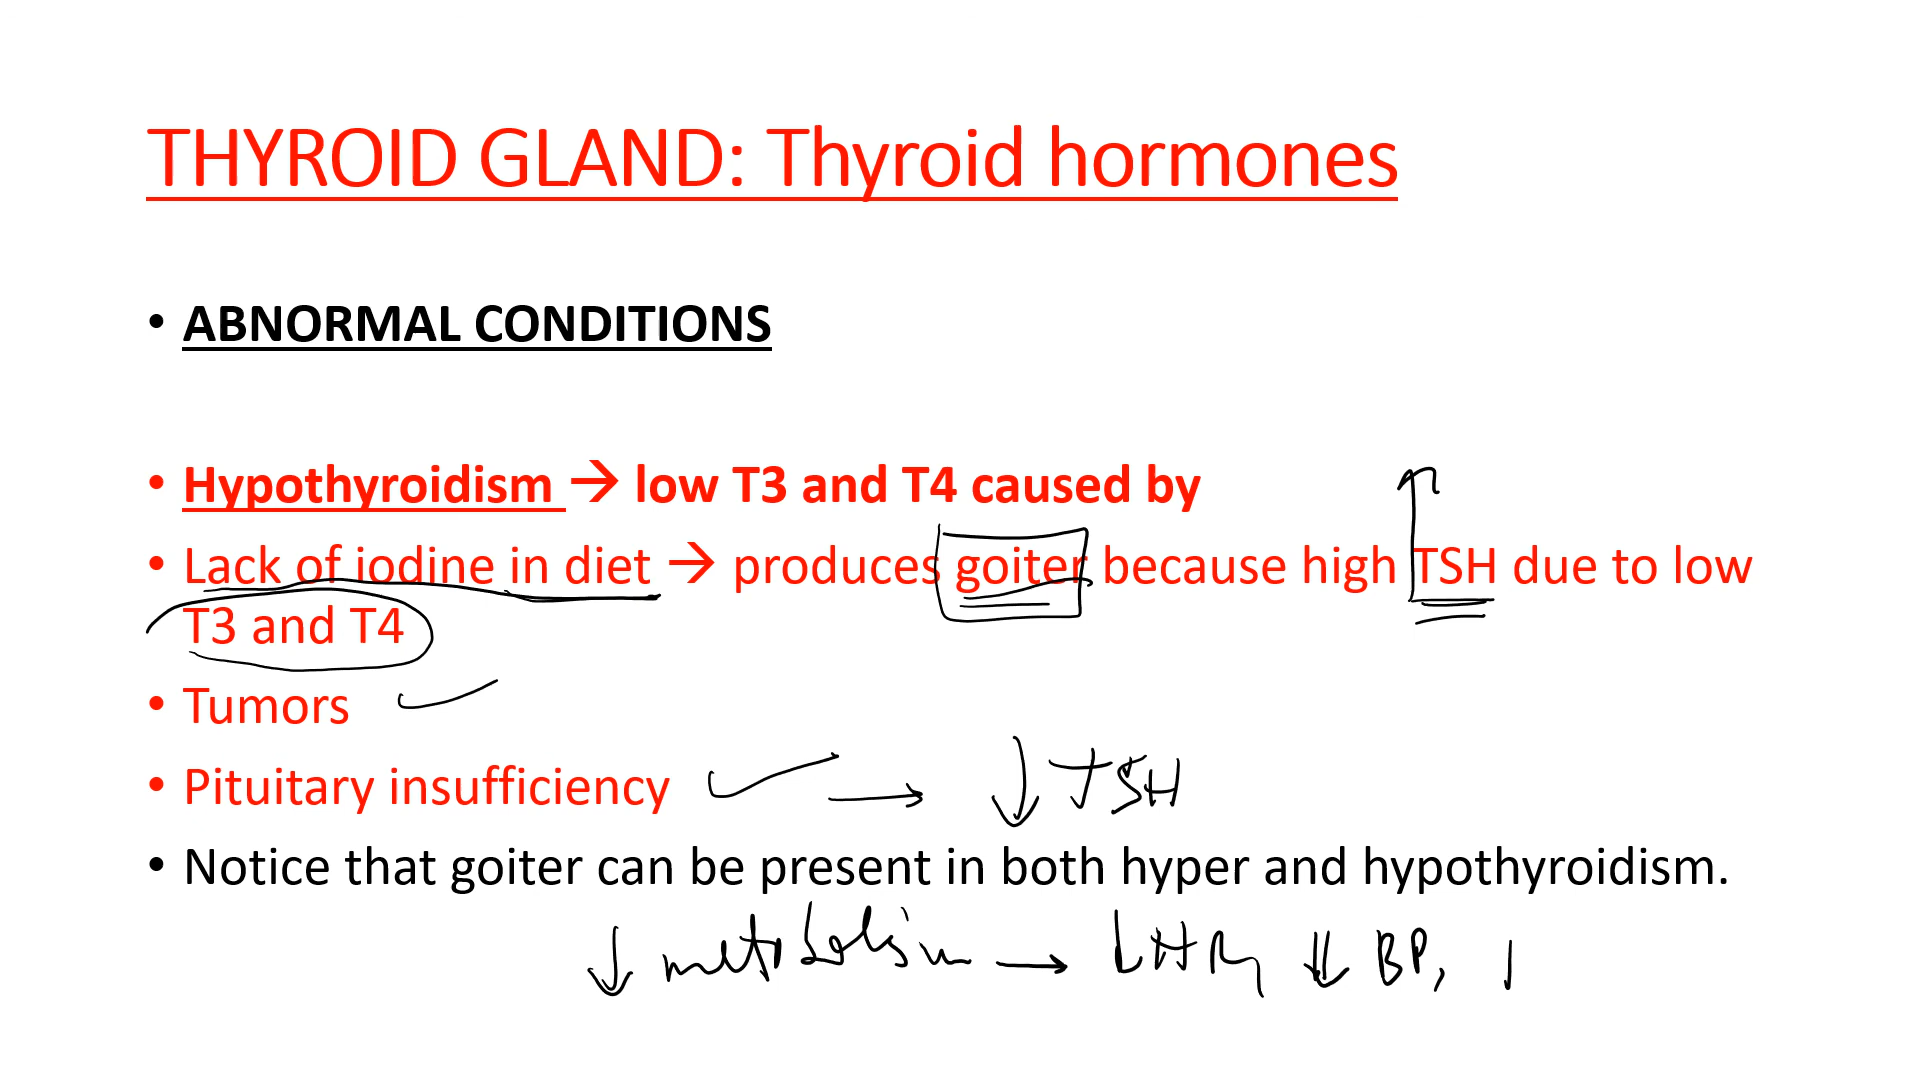 THYROID GLAND: Thyroid hormones
• ABNORMAL CONDITIONS
• Hypothyroidism → low T3 and T4 caused by
• Lack of iodine in diet → produces goiter because high TSH due to low
T3 and T4
• Tumors
• Pituitary insufficiency → ↓ TSH
• Notice that goiter can be present in both hyper and hypothyroidism.
↓ metabolism → ↓ HR, ↓ BP,